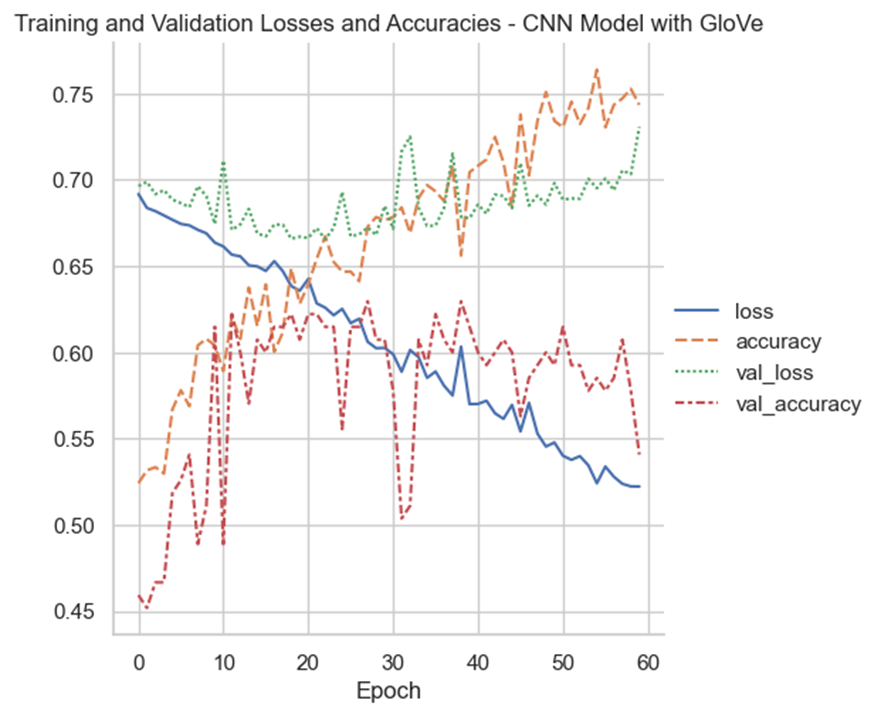 Training and Validation Losses and Accuracies - CNN Model with GloVe
0.75
0.70
0.65
0.60
0.55
0.50
0.45
0 10 20 30 40 50 60
Epoch
loss
accuracy
val_loss
val_accuracy